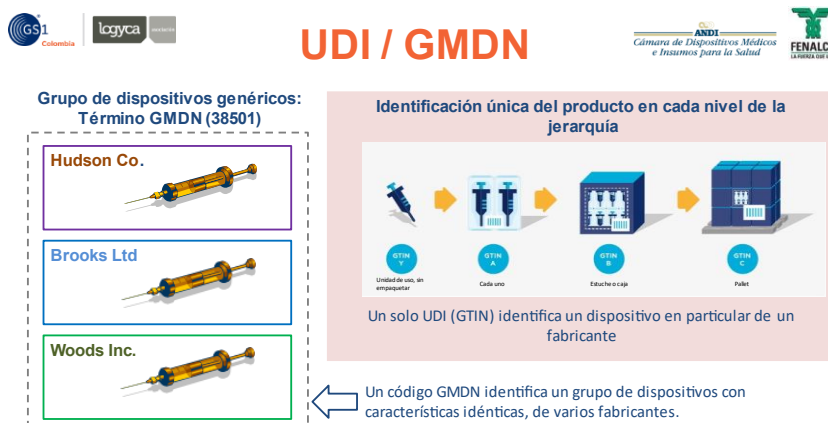 GS1
Colombia
logyca
asociación
UDI / GMDN
ANDI
Cámara de Dispositivos Médicos
e Insumos para la Salud
FENALC
Grupo de dispositivos genéricos:
Término GMDN (38501)
Hudson Co.
Brooks Ltd
Woods Inc.
Identificación única del producto en cada nivel de la
jerarquía
GTIN
Y
GTIN
A
GTIN
B
GTIN
C
Unidad de uso, sin
empaquetar
Cada uno
Estuche o caja
Pallet
Un solo UDI (GTIN) identifica un dispositivo en particular de un
fabricante
Un código GMDN identifica un grupo de dispositivos con
características idénticas, de varios fabricantes.